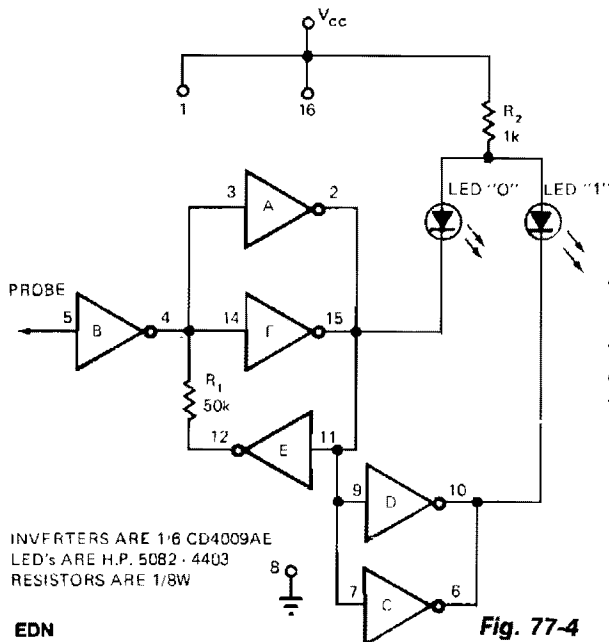 Vcc
1
16
R2
1k
LED "0"
LED "1"
3
A
2
PROBE
5
B
4
14
F
15
R1
50k
12
E
11
9
D
10
7
C
6
8
INVERTERS ARE 1/6 CD4009AE
LED's ARE H.P. 5082 - 4403
RESISTORS ARE 1/8W
EDN
Fig. 77-4